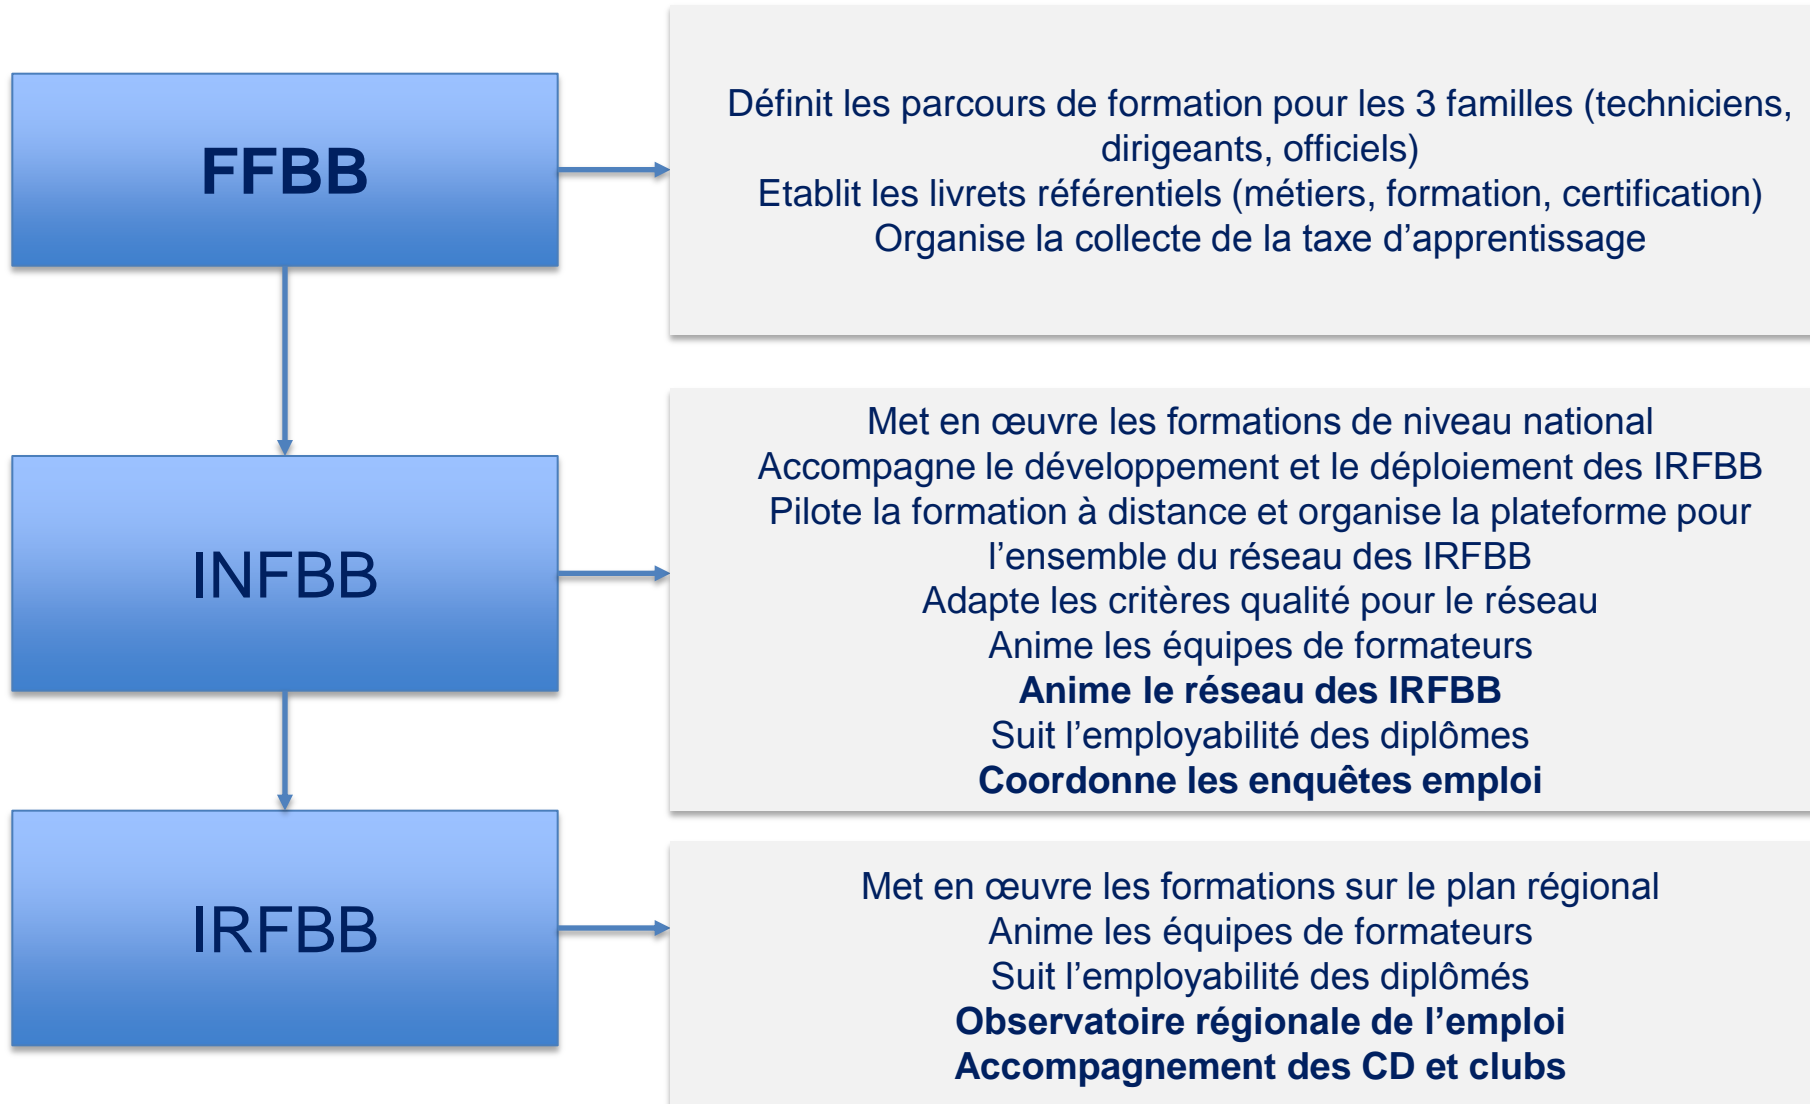 FFBB
Définit les parcours de formation pour les 3 familles (techniciens,
dirigeants, officiels)
Etablit les livrets référentiels (métiers, formation, certification)
Organise la collecte de la taxe d’apprentissage
INFBB
Met en œuvre les formations de niveau national
Accompagne le développement et le déploiement des IRFBB
Pilote la formation à distance et organise la plateforme pour
l’ensemble du réseau des IRFBB
Adapte les critères qualité pour le réseau
Anime les équipes de formateurs
Anime le réseau des IRFBB
Suit l’employabilité des diplômes
Coordonne les enquêtes emploi
IRFBB
Met en œuvre les formations sur le plan régional
Anime les équipes de formateurs
Suit l’employabilité des diplômés
Observatoire régionale de l’emploi
Accompagnement des CD et clubs